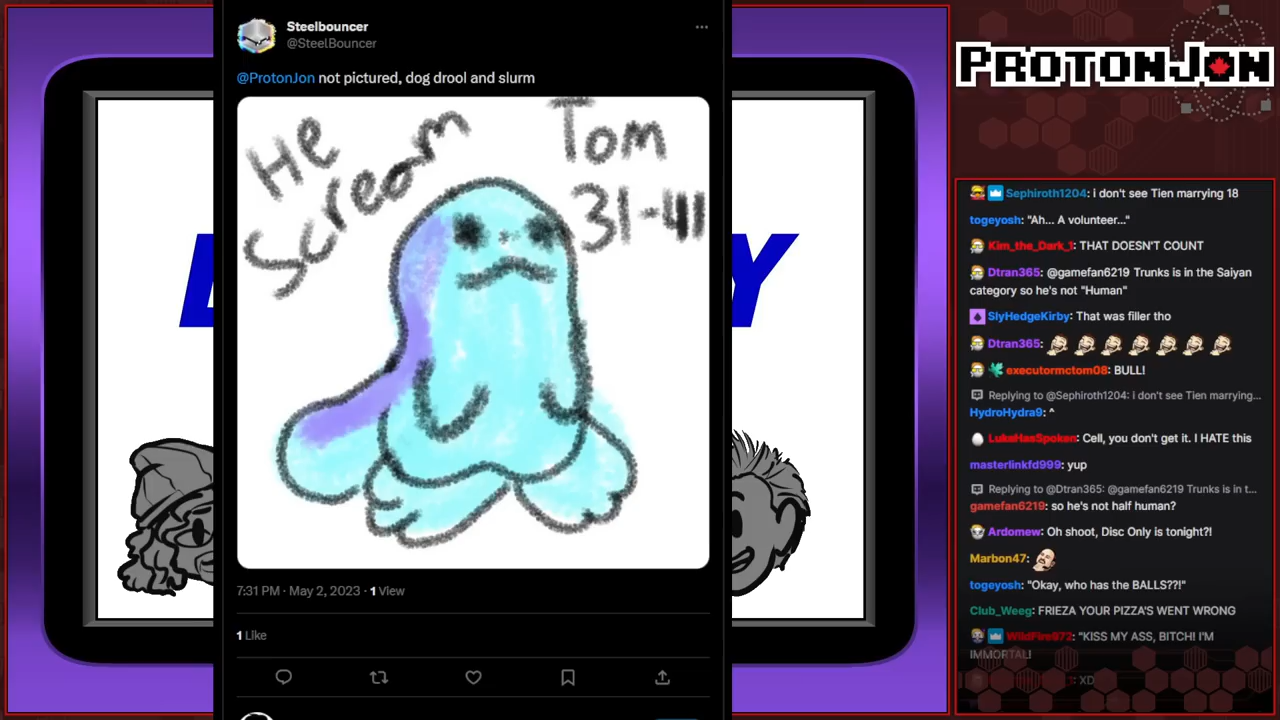 Steelbouncer
@SteelBouncer
@ProtonJon not pictured, dog drool and slurm
He
Scream
Tom
31-41
7:31 PM · May 2, 2023 · 1 View
1 Like
PROTONJON
Sephiroth1204: i don't see Tien marrying 18
togeyosh: "Ah... A volunteer..."
Kim_the_Dark_1: THAT DOESN'T COUNT
Dtran365: @gamefan6219 Trunks is in the Saiyan
category so he's not "Human"
SlyHedgeKirby: That was filler tho
Dtran365:
executormctom08: BULL!
Replying to @Sephiroth1204: i don't see Tien marrying...
HydroHydra9: ^
LukeHasSpoken: Cell, you don't get it. I HATE this
masterlinkfd999: yup
Replying to @Dtran365: @gamefan6219 Trunks is in t...
gamefan6219: so he's not half human?
Ardomew: Oh shoot, Disc Only is tonight?!
Marbon47:
togeyosh: "Okay, who has the BALLS??!"
Club_Weeg: FRIEZA YOUR PIZZA'S WENT WRONG
WildFire972: "KISS MY ASS, BITCH! I'M
IMMORTAL!
XD